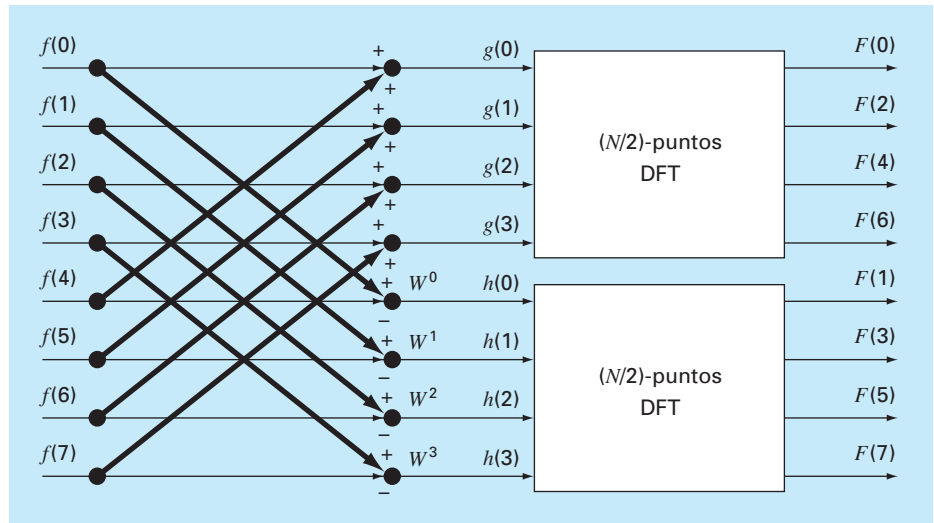 f(0) + g(0) F(0)
+
f(1) + g(1) F(2)
+
(N/2)-puntos
DFT
f(2) + g(2) F(4)
+
f(3) + g(3) F(6)
+
f(4) + W⁰ h(0) F(1)
−
f(5) + W¹ h(1) F(3)
−
(N/2)-puntos
DFT
f(6) + W² h(2) F(5)
−
f(7) + W³ h(3) F(7)
−